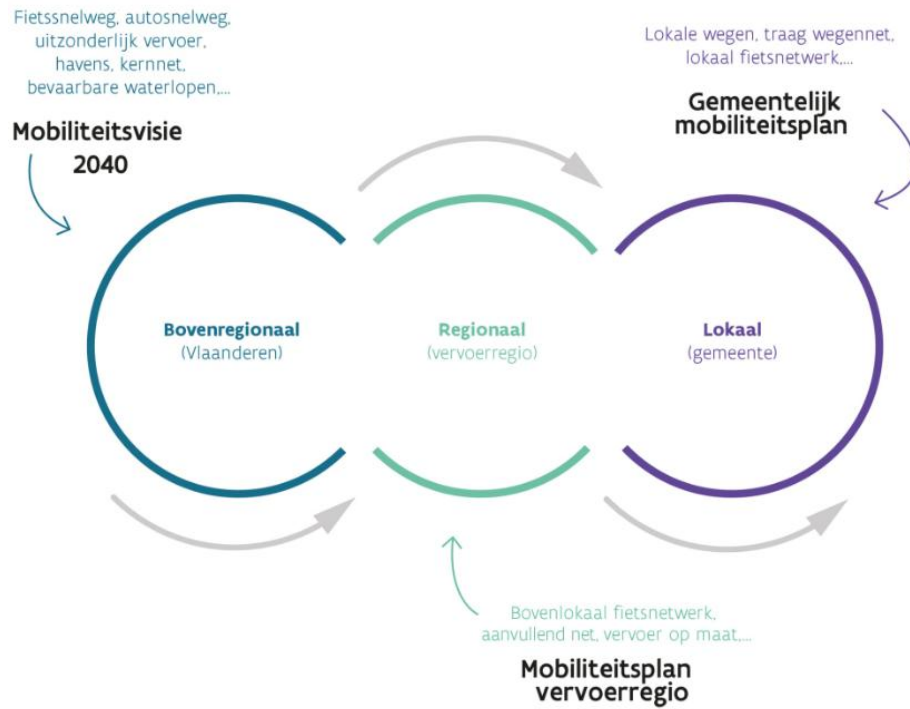 Fietssnelweg, autosnelweg,
uitzonderlijk vervoer,
havens, kernnet,
bevaarbare waterlopen,...
Mobiliteitsvisie
2040
Lokale wegen, traag wegennet,
lokaal fietsnetwerk,...
Gemeentelijk
mobiliteitsplan
Bovenregionaal
(Vlaanderen)
Regionaal
(vervoerregio)
Lokaal
(gemeente)
Bovenlokaal fietsnetwerk,
aanvullend net, vervoer op maat,...
Mobiliteitsplan
vervoerregio